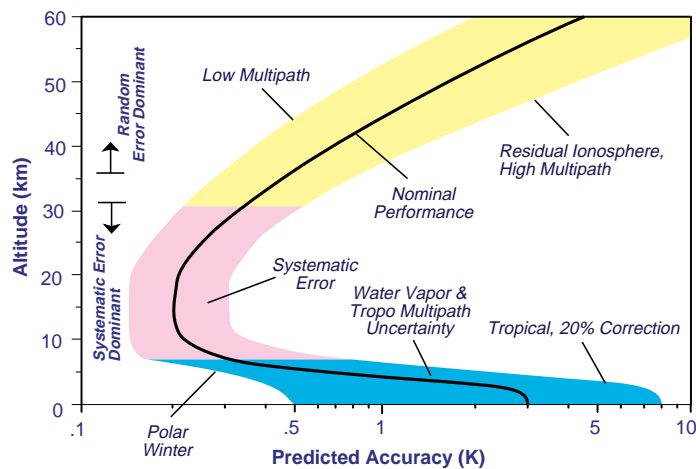 60
50
40
30
20
10
0
Altitude (km)
Random
Error Dominant
Systematic Error
Dominant
Low Multipath
Residual Ionosphere,
High Multipath
Nominal
Performance
Systematic
Error
Water Vapor &
Tropo Multipath
Uncertainty
Tropical, 20% Correction
Polar
Winter
.1 .5 1 5 10
Predicted Accuracy (K)